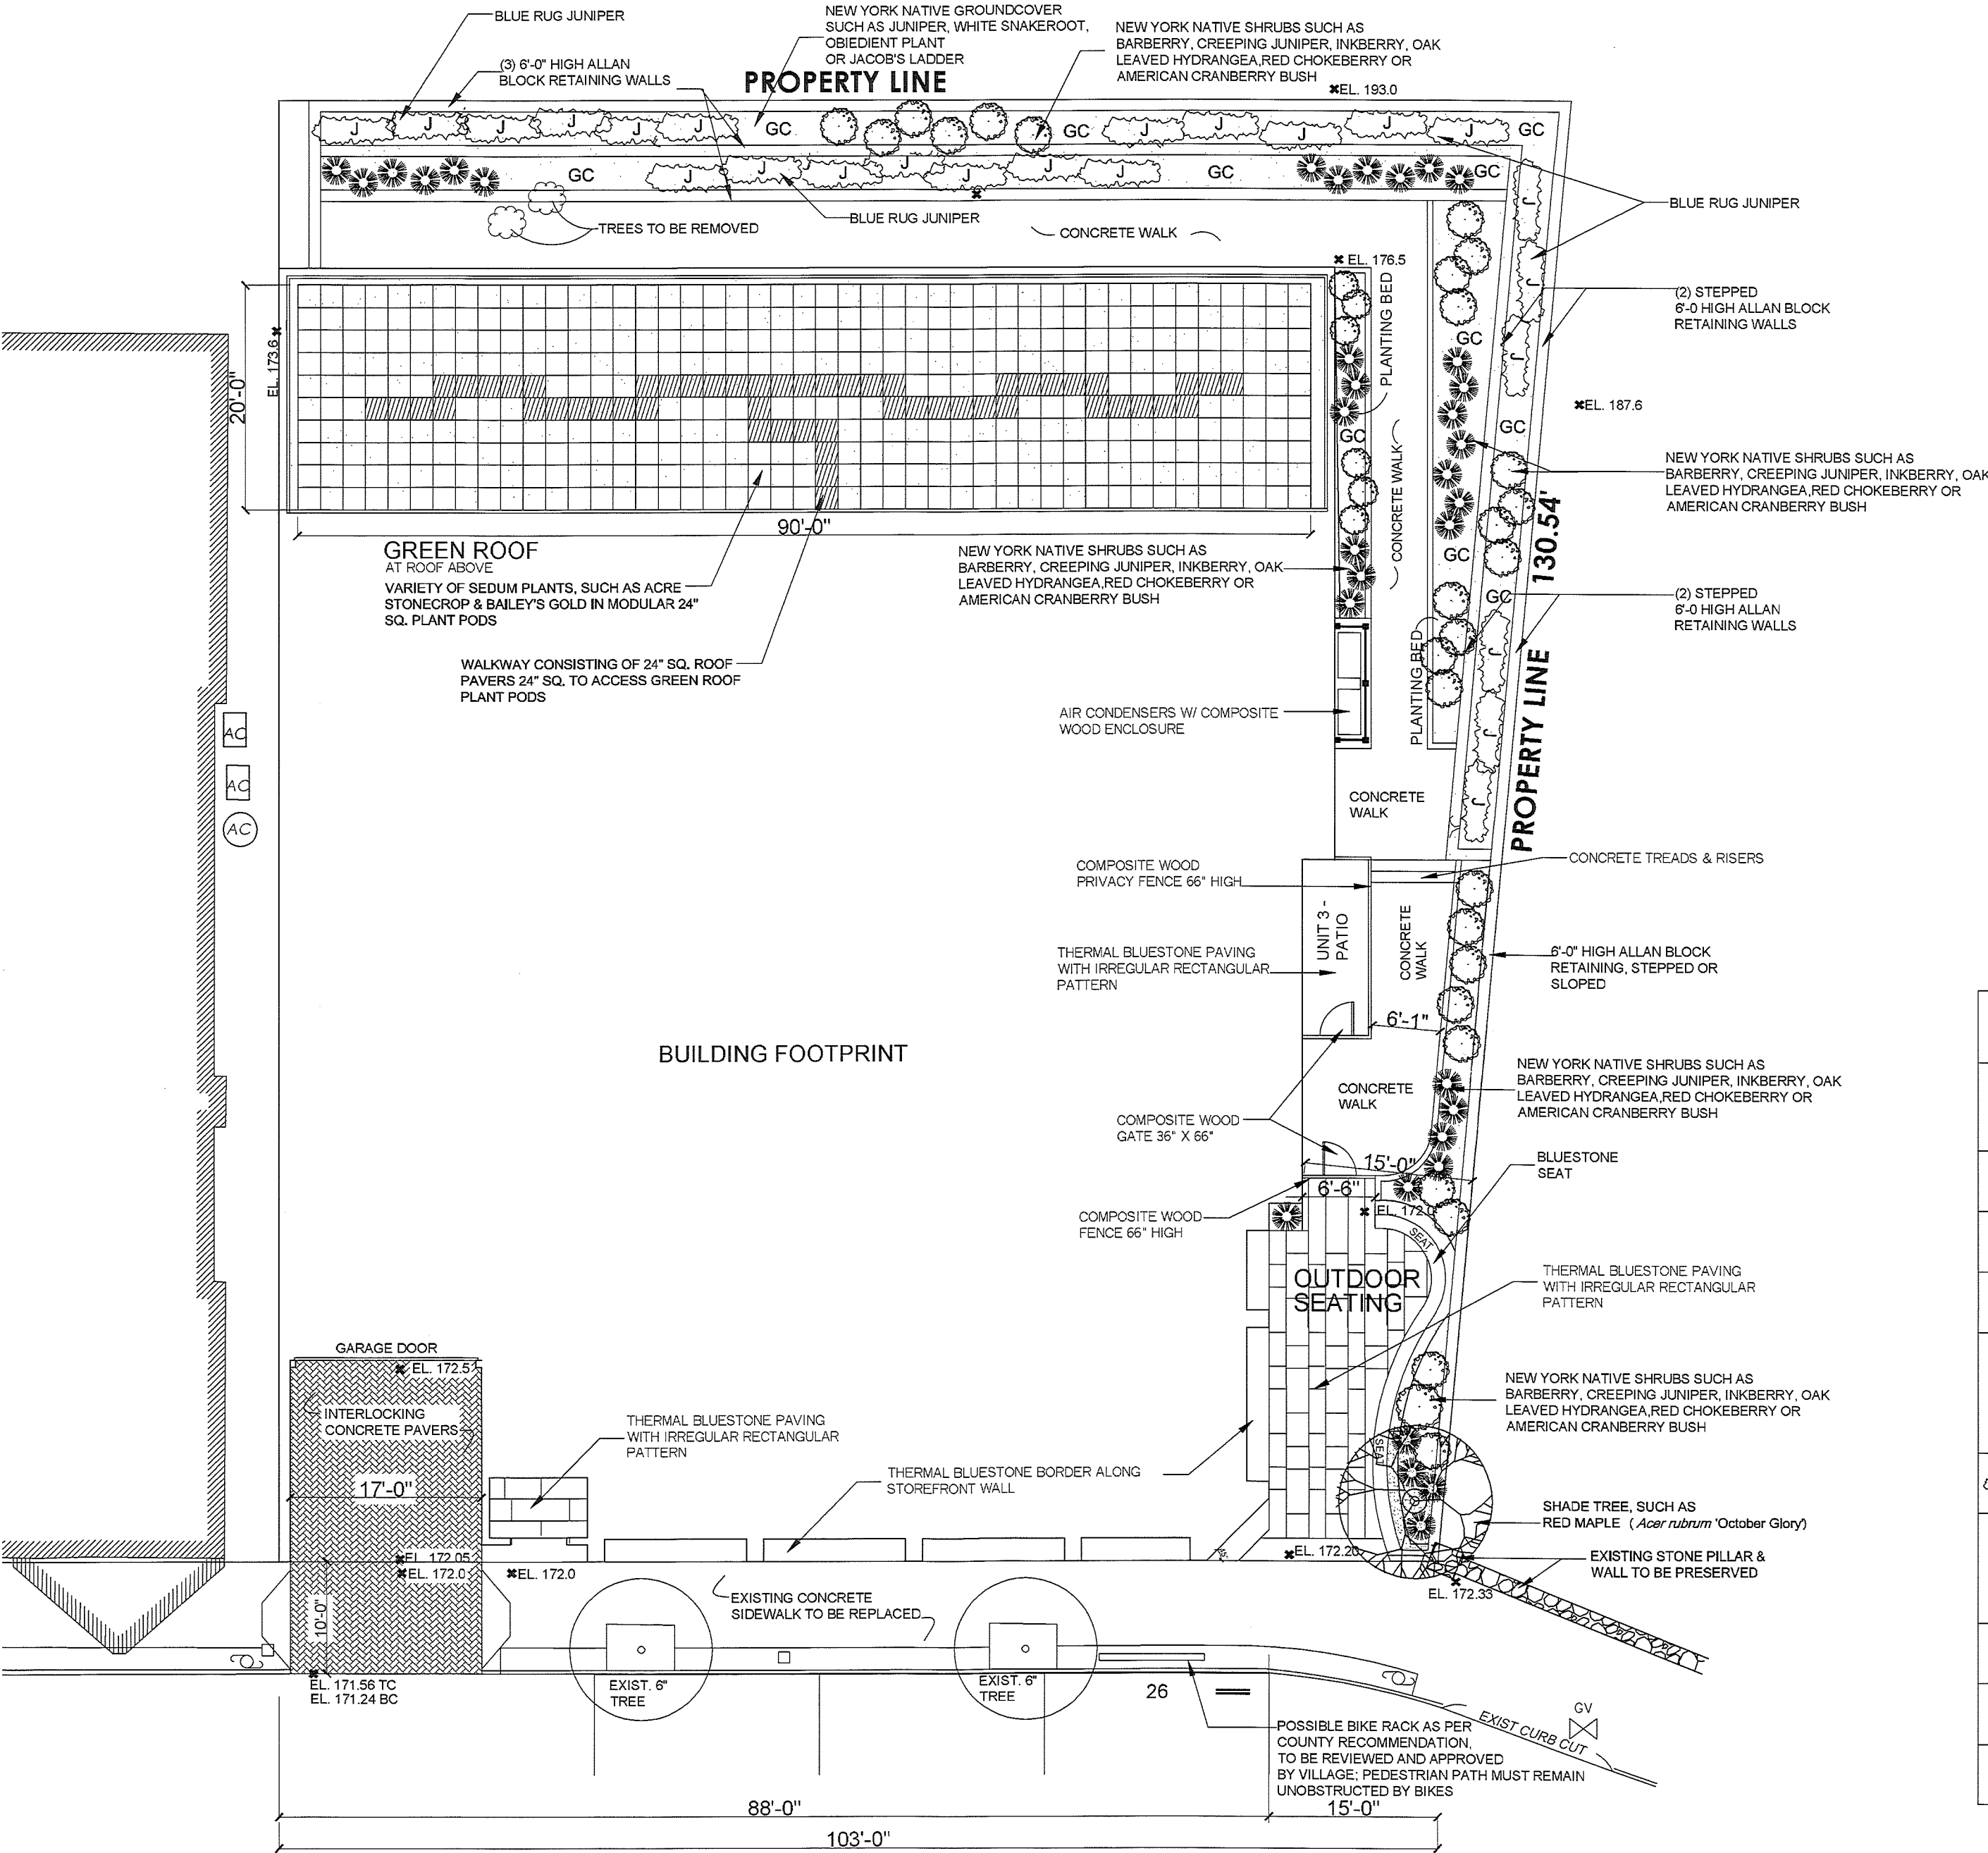 BLUE RUG JUNIPER
(3) 6'-0" HIGH ALLAN
BLOCK RETAINING WALLS
NEW YORK NATIVE GROUNDCOVER
SUCH AS JUNIPER, WHITE SNAKEROOT,
OBIEDIENT PLANT
OR JACOB'S LADDER
NEW YORK NATIVE SHRUBS SUCH AS
BARBERRY, CREEPING JUNIPER, INKBERRY, OAK
LEAVED HYDRANGEA,RED CHOKEBERRY OR
AMERICAN CRANBERRY BUSH
PROPERTY LINE
EL. 193.0
J J J J J J GC GC J J J J J GC
GC J J J J J J J GC GC
BLUE RUG JUNIPER
TREES TO BE REMOVED
CONCRETE WALK
BLUE RUG JUNIPER
J
J
J
EL. 176.5
EL. 173.6
20'-0"
90'-0"
PLANTING BED
GC
CONCRETE WALK
GC
GC
GC
GC
(2) STEPPED
6'-0 HIGH ALLAN BLOCK
RETAINING WALLS
EL. 187.6
NEW YORK NATIVE SHRUBS SUCH AS
BARBERRY, CREEPING JUNIPER, INKBERRY, OAK
LEAVED HYDRANGEA,RED CHOKEBERRY OR
AMERICAN CRANBERRY BUSH
PROPERTY LINE 130.54'
(2) STEPPED
6'-0 HIGH ALLAN
RETAINING WALLS
GREEN ROOF
AT ROOF ABOVE
VARIETY OF SEDUM PLANTS, SUCH AS ACRE
STONECROP & BAILEY'S GOLD IN MODULAR 24"
SQ. PLANT PODS
WALKWAY CONSISTING OF 24" SQ. ROOF
PAVERS 24" SQ. TO ACCESS GREEN ROOF
PLANT PODS
NEW YORK NATIVE SHRUBS SUCH AS
BARBERRY, CREEPING JUNIPER, INKBERRY, OAK
LEAVED HYDRANGEA,RED CHOKEBERRY OR
AMERICAN CRANBERRY BUSH
PLANTING BED
J
J
J
AIR CONDENSERS W/ COMPOSITE
WOOD ENCLOSURE
AC
AC
AC
CONCRETE
WALK
CONCRETE TREADS & RISERS
COMPOSITE WOOD
PRIVACY FENCE 66" HIGH
UNIT 3 -
PATIO
CONCRETE
WALK
THERMAL BLUESTONE PAVING
WITH IRREGULAR RECTANGULAR
PATTERN
6'-0" HIGH ALLAN BLOCK
RETAINING, STEPPED OR
SLOPED
6'-1"
BUILDING FOOTPRINT
CONCRETE
WALK
NEW YORK NATIVE SHRUBS SUCH AS
BARBERRY, CREEPING JUNIPER, INKBERRY, OAK
LEAVED HYDRANGEA,RED CHOKEBERRY OR
AMERICAN CRANBERRY BUSH
COMPOSITE WOOD
GATE 36" X 66"
15'-0"
6'-6"
BLUESTONE
SEAT
COMPOSITE WOOD
FENCE 66" HIGH
EL. 172.0
SEAT
OUTDOOR
SEATING
THERMAL BLUESTONE PAVING
WITH IRREGULAR RECTANGULAR
PATTERN
GARAGE DOOR
EL. 172.5
INTERLOCKING
CONCRETE PAVERS
THERMAL BLUESTONE PAVING
WITH IRREGULAR RECTANGULAR
PATTERN
17'-0"
THERMAL BLUESTONE BORDER ALONG
STOREFRONT WALL
NEW YORK NATIVE SHRUBS SUCH AS
BARBERRY, CREEPING JUNIPER, INKBERRY, OAK
LEAVED HYDRANGEA,RED CHOKEBERRY OR
AMERICAN CRANBERRY BUSH
SEAT
SHADE TREE, SUCH AS
RED MAPLE ( Acer rubrum 'October Glory')
EXISTING STONE PILLAR &
WALL TO BE PRESERVED
EL. 172.05
EL. 172.0
EL. 172.0
EL. 172.20
EL. 172.33
10'-0"
EXISTING CONCRETE
SIDEWALK TO BE REPLACED
EL. 171.56 TC
EL. 171.24 BC
EXIST. 6"
TREE
EXIST. 6"
TREE
26
GV
EXIST CURB CUT
POSSIBLE BIKE RACK AS PER
COUNTY RECOMMENDATION,
TO BE REVIEWED AND APPROVED
BY VILLAGE; PEDESTRIAN PATH MUST REMAIN
UNOBSTRUCTED BY BIKES
88'-0"
15'-0"
103'-0"